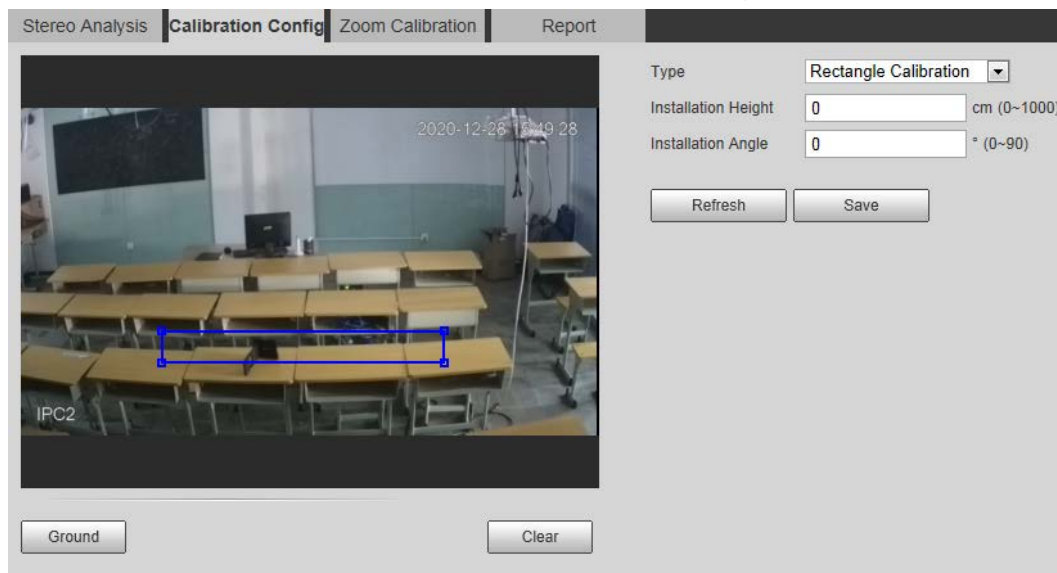 Stereo Analysis Calibration Config Zoom Calibration Report
Type Rectangle Calibration
Installation Height 0 cm (0~1000)
Installation Angle 0 ° (0~90)
Refresh Save
2020-12-28 15:49:28
IPC2
Ground Clear